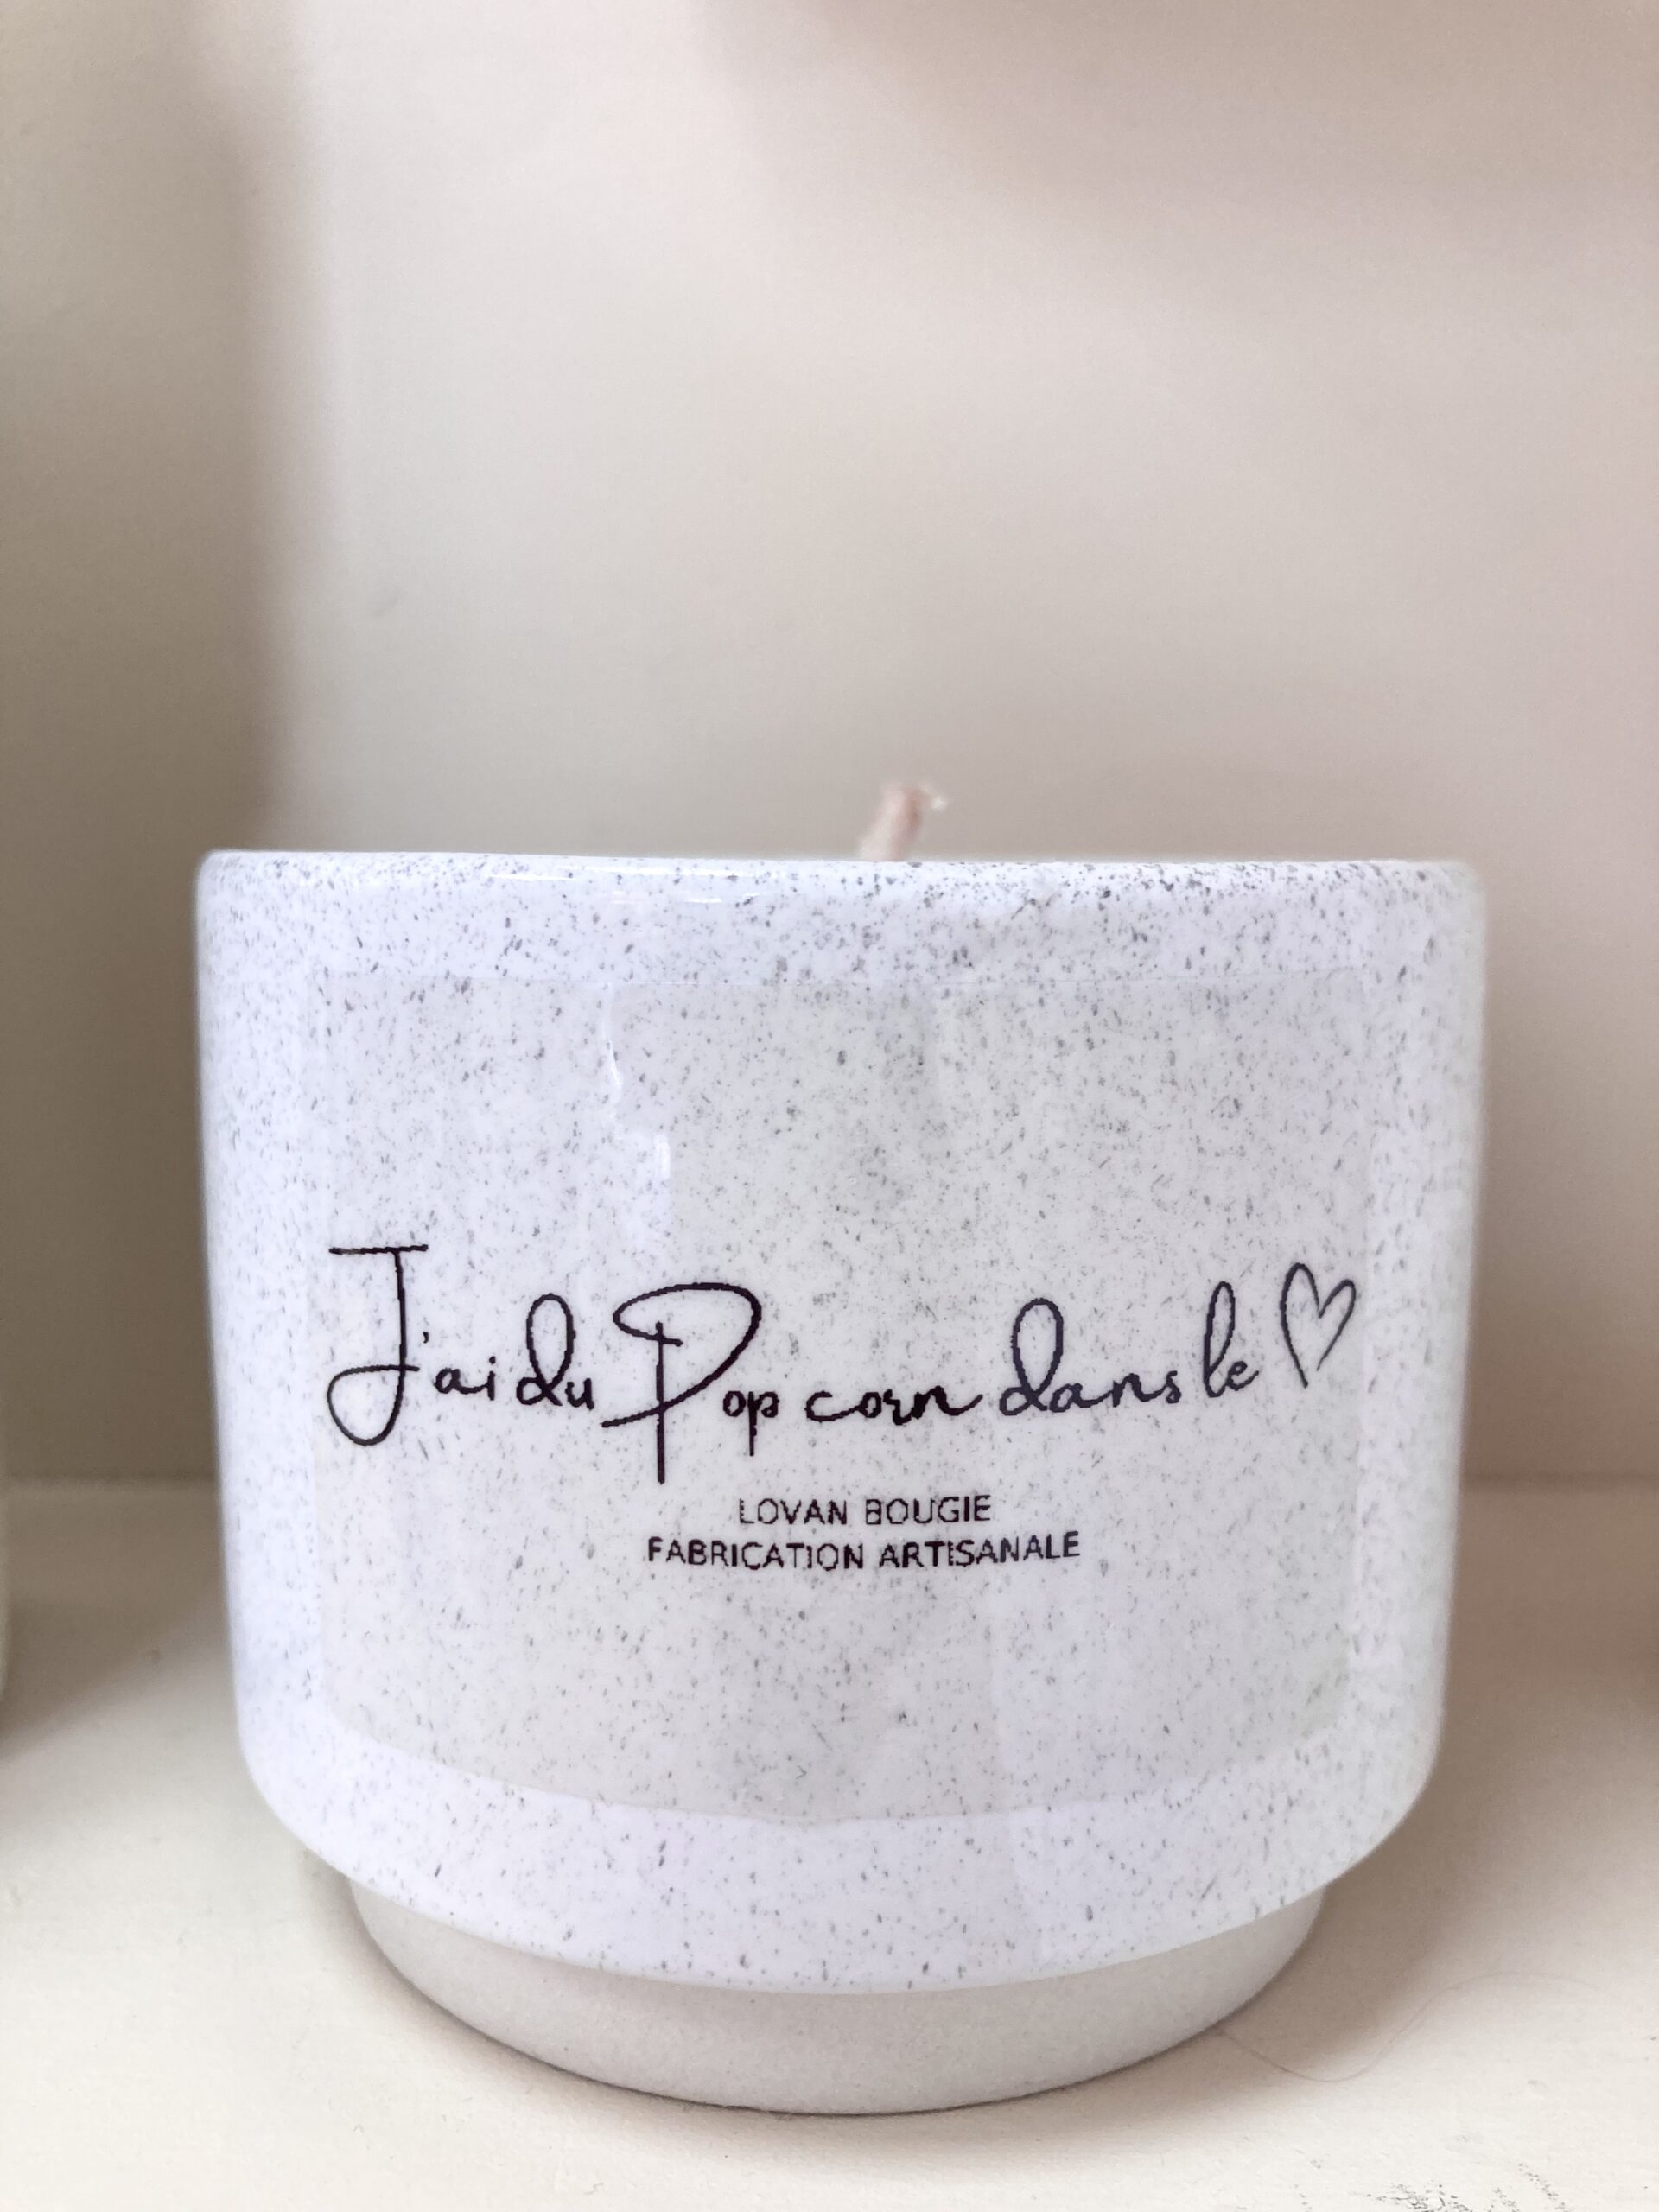 J'ai du Pop corn dans le ♡
LOVAN BOUGIE
FABRICATION ARTISANALE